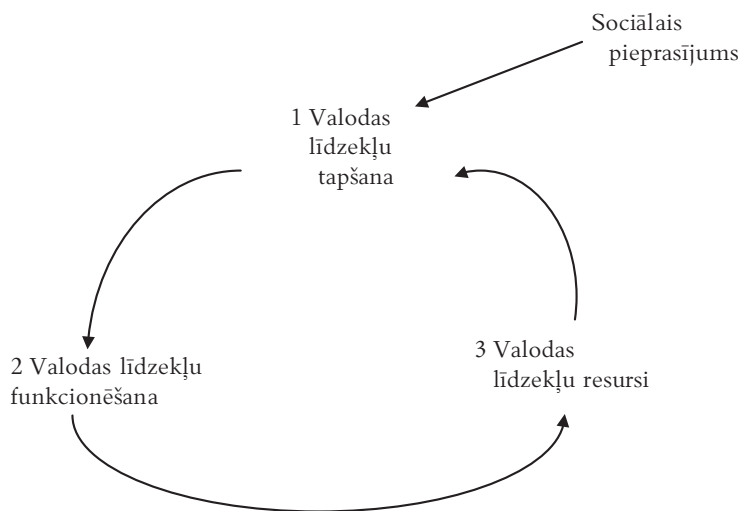 Sociālais
pieprasījums
1 Valodas
līdzekļu
tapšana
2 Valodas līdzekļu
funkcionēšana
3 Valodas
līdzekļu resursi